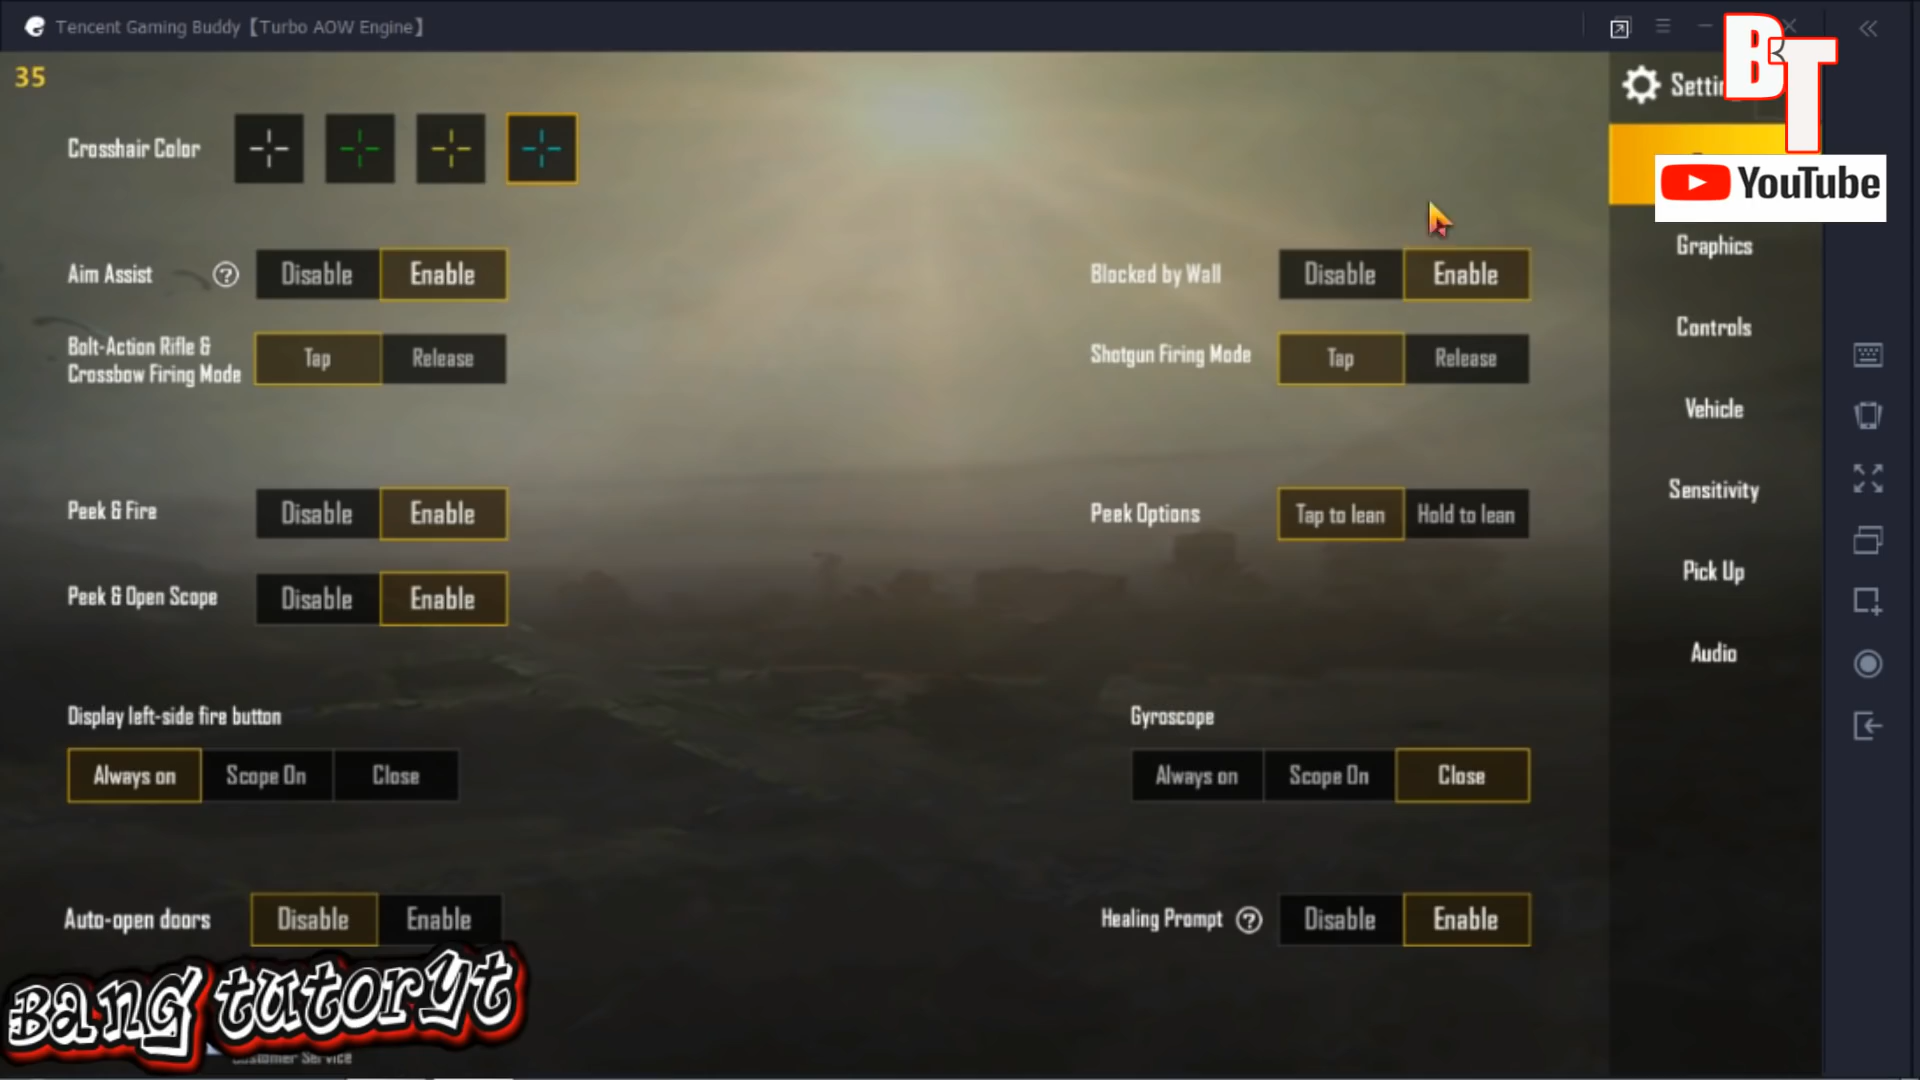 Tencent Gaming Buddy【Turbo AOW Engine】
35
BT
YouTube
Crosshair Color
Aim Assist ? Disable Enable
Blocked by Wall Disable Enable
Bolt-Action Rifle &
Crossbow Firing Mode
Tap Release
Shotgun Firing Mode Tap Release
Peek & Fire Disable Enable
Peek Options Tap to lean Hold to lean
Peek & Open Scope Disable Enable
Display left-side fire button
Always on Scope On Close
Gyroscope
Always on Scope On Close
Auto-open doors Disable Enable
Healing Prompt ? Disable Enable
Bang tutoryt
Customer Service
Graphics
Controls
Vehicle
Sensitivity
Pick Up
Audio